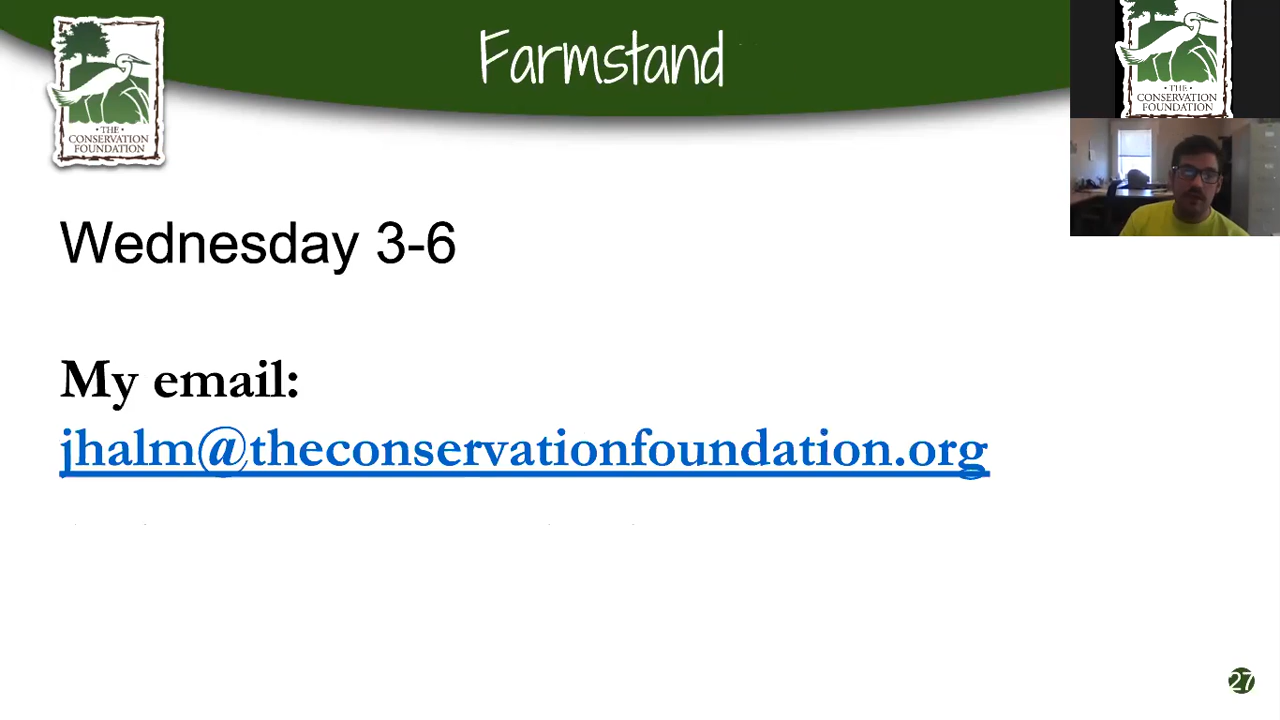 Farmstand
THE
CONSERVATION
FOUNDATION
THE
CONSERVATION
FOUNDATION
Wednesday 3-6
My email:
jhalm@theconservationfoundation.org
27